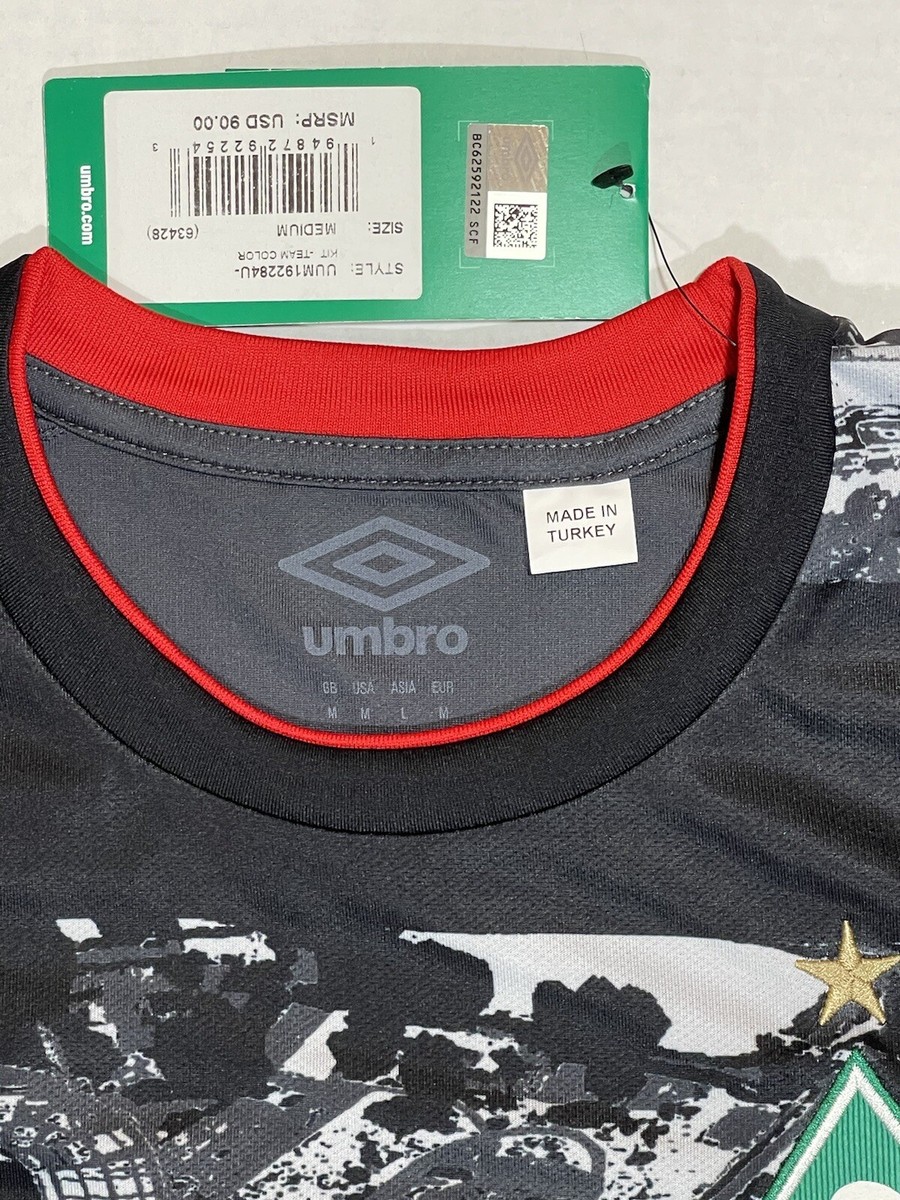 STYLE: UUM192284U-
KIT -TEAM COLOR
SIZE: MEDIUM (63428)
1 94872 92254 3
MSRP: USD 90.00
umbro.com
BC62592122 SCF
MADE IN
TURKEY
umbro
GB USA ASIA EUR
M M L M